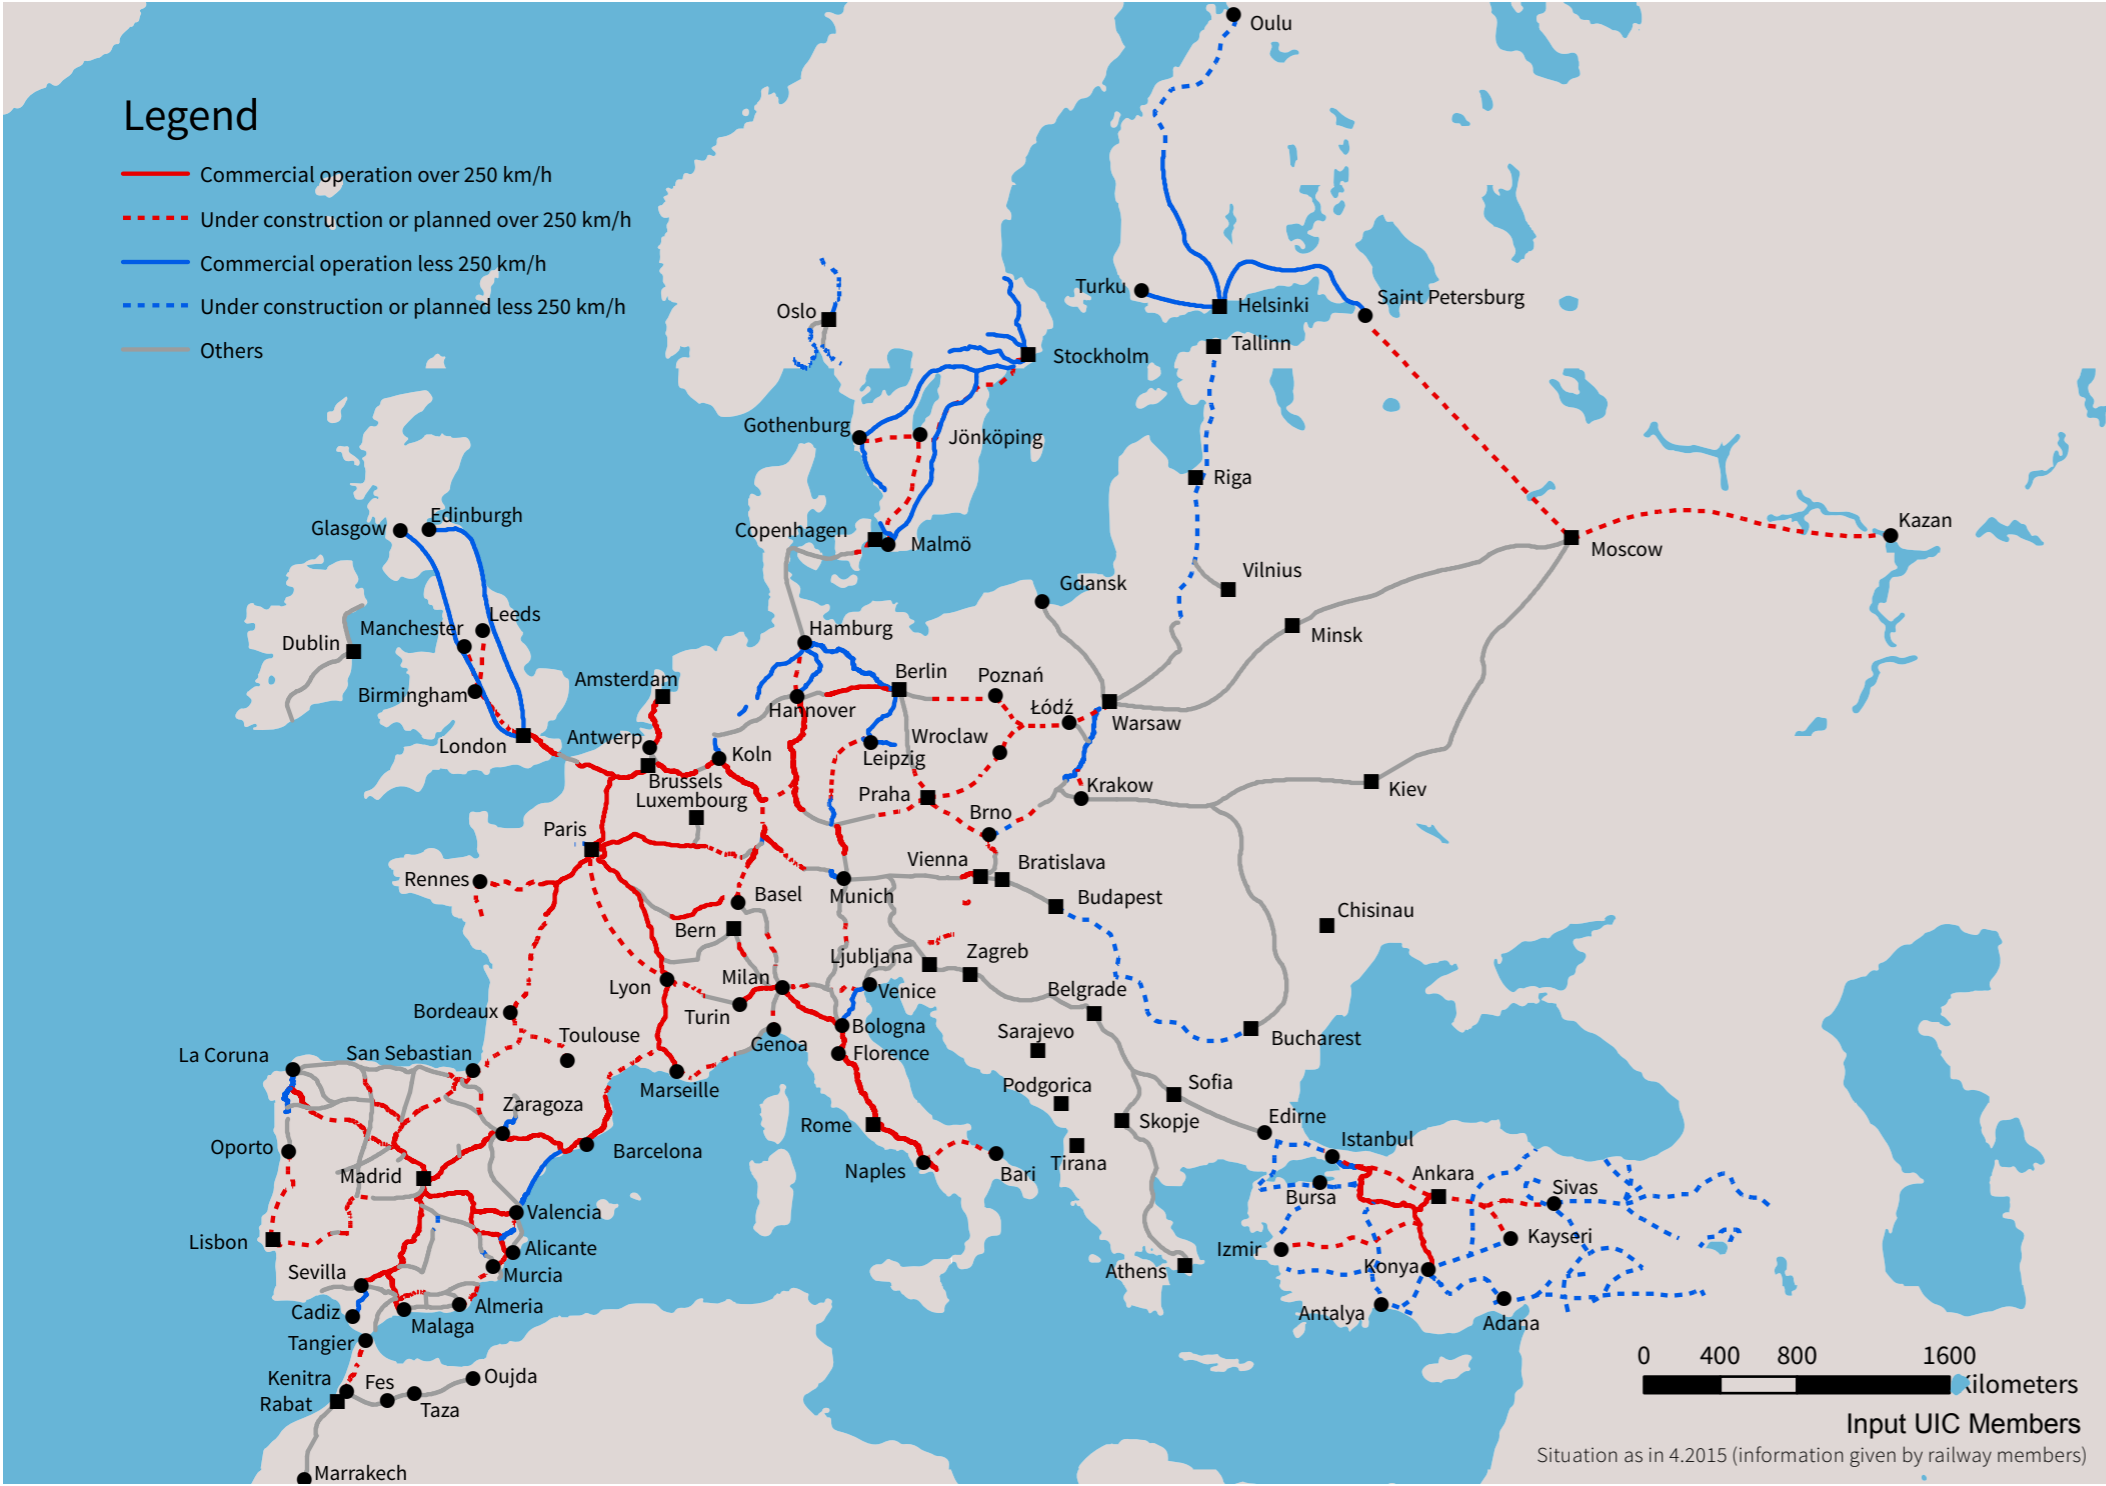 Oulu
Legend
Commercial operation over 250 km/h
Under construction or planned over 250 km/h
Commercial operation less 250 km/h
Under construction or planned less 250 km/h
Others
Oslo
Turku
Helsinki
Saint Petersburg
Tallinn
Stockholm
Gothenburg
Jönköping
Riga
Glasgow
Edinburgh
Copenhagen
Malmö
Moscow
Kazan
Vilnius
Gdansk
Leeds
Manchester
Dublin
Hamburg
Minsk
Birmingham
Amsterdam
Berlin
Poznań
Hannover
Łódź
Warsaw
London
Antwerp
Koln
Leipzig
Wroclaw
Brussels
Luxembourg
Praha
Krakow
Kiev
Paris
Brno
Rennes
Vienna
Bratislava
Basel
Munich
Budapest
Bern
Chisinau
Ljubljana
Zagreb
Lyon
Milan
Venice
Belgrade
Bordeaux
Turin
Bologna
Sarajevo
Toulouse
Genoa
Florence
Bucharest
La Coruna
San Sebastian
Marseille
Podgorica
Sofia
Zaragoza
Rome
Skopje
Edirne
Istanbul
Oporto
Barcelona
Naples
Bari
Tirana
Madrid
Bursa
Ankara
Sivas
Valencia
Lisbon
Alicante
Izmir
Kayseri
Sevilla
Murcia
Athens
Konya
Cadiz
Almeria
Malaga
Antalya
Adana
Tangier
Kenitra
Fes
Oujda
Rabat
Taza
Marrakech
0 400 800 1600
Kilometers
Input UIC Members
Situation as in 4.2015 (information given by railway members)